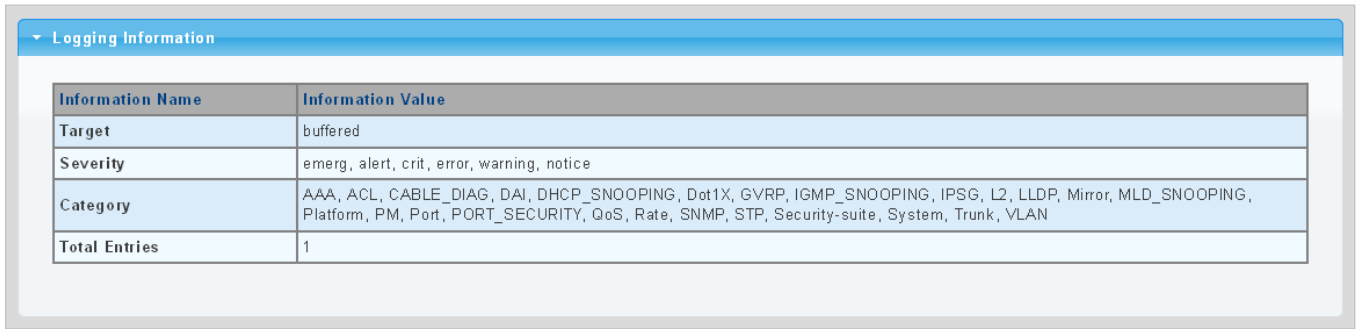 Logging Information
Information Name Information Value
Target buffered
Severity emerg, alert, crit, error, warning, notice
Category AAA, ACL, CABLE_DIAG, DAI, DHCP_SNOOPING, Dot1X, GVRP, IGMP_SNOOPING, IPSG, L2, LLDP, Mirror, MLD_SNOOPING,
Platform, PM, Port, PORT_SECURITY, QoS, Rate, SNMP, STP, Security-suite, System, Trunk, VLAN
Total Entries 1